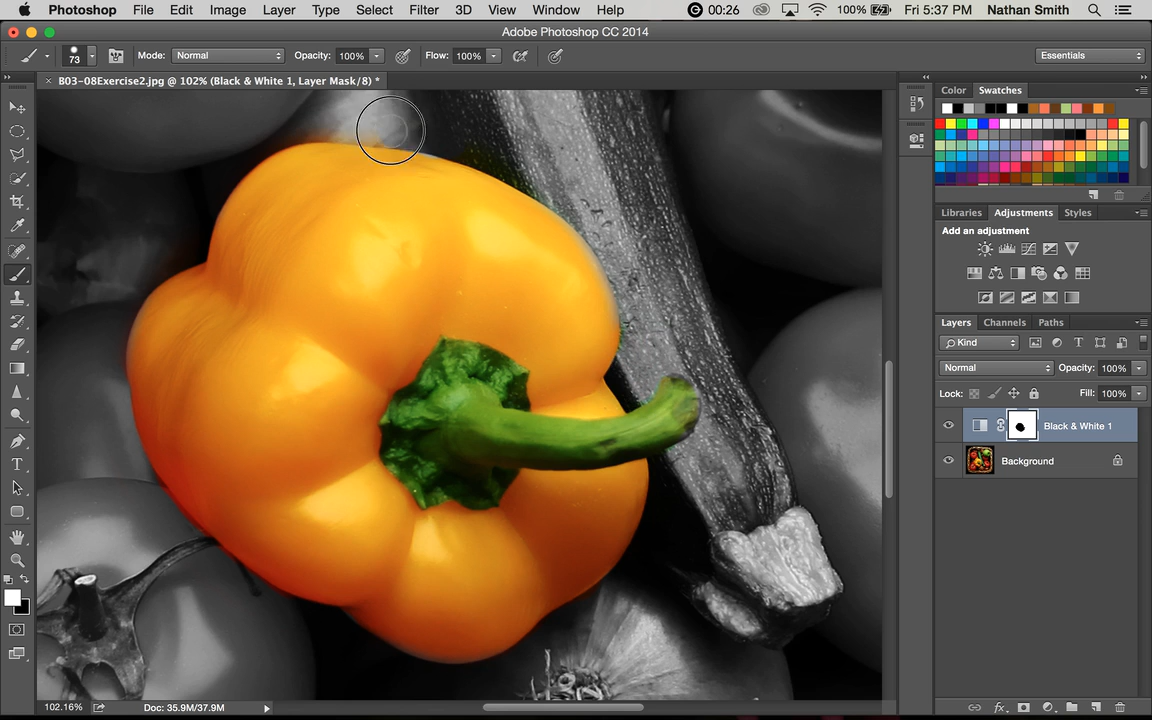 Photoshop File Edit Image Layer Type Select Filter 3D View Window Help 00:26 100% Fri 5:37 PM Nathan Smith
Adobe Photoshop CC 2014
73 Mode: Normal Opacity: 100% Flow: 100% Essentials
× B03-08Exercise2.jpg @ 102% (Black & White 1, Layer Mask/8) *
Color Swatches
Libraries Adjustments Styles
Add an adjustment
Layers Channels Paths
Kind
Normal Opacity: 100%
Lock: Fill: 100%
Black & White 1
Background
102.16% Doc: 35.9M/37.9M